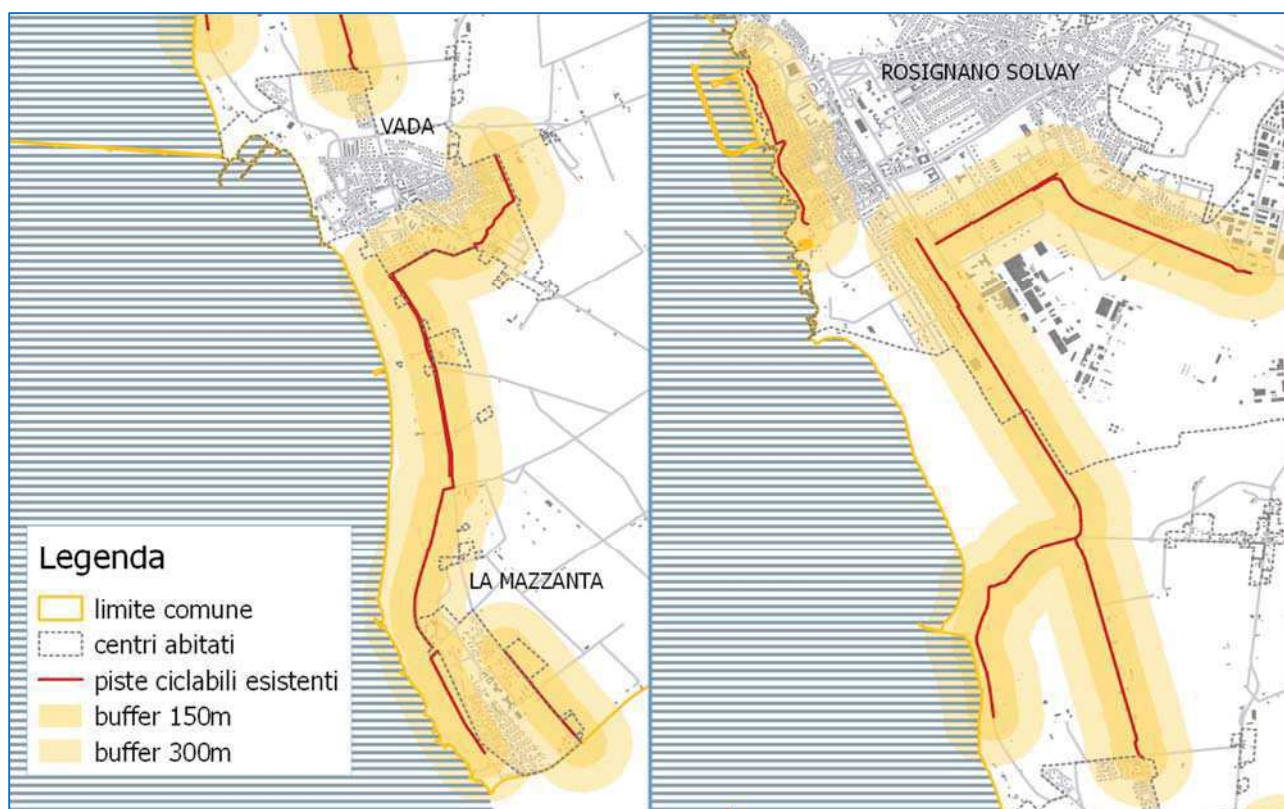 VADA
LA MAZZANTA
ROSIGNANO SOLVAY
Legenda
limite comune
centri abitati
piste ciclabili esistenti
buffer 150m
buffer 300m